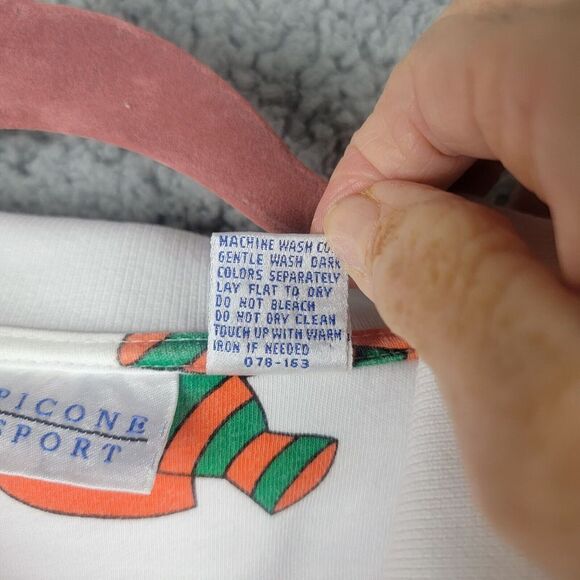 MACHINE WASH CO
GENTLE WASH DARK
COLORS SEPARATELY
LAY FLAT TO DRY
DO NOT BLEACH
DO NOT DRY CLEAN
TOUCH UP WITH WARM
IRON IF NEEDED
078-163
PICONE
SPORT